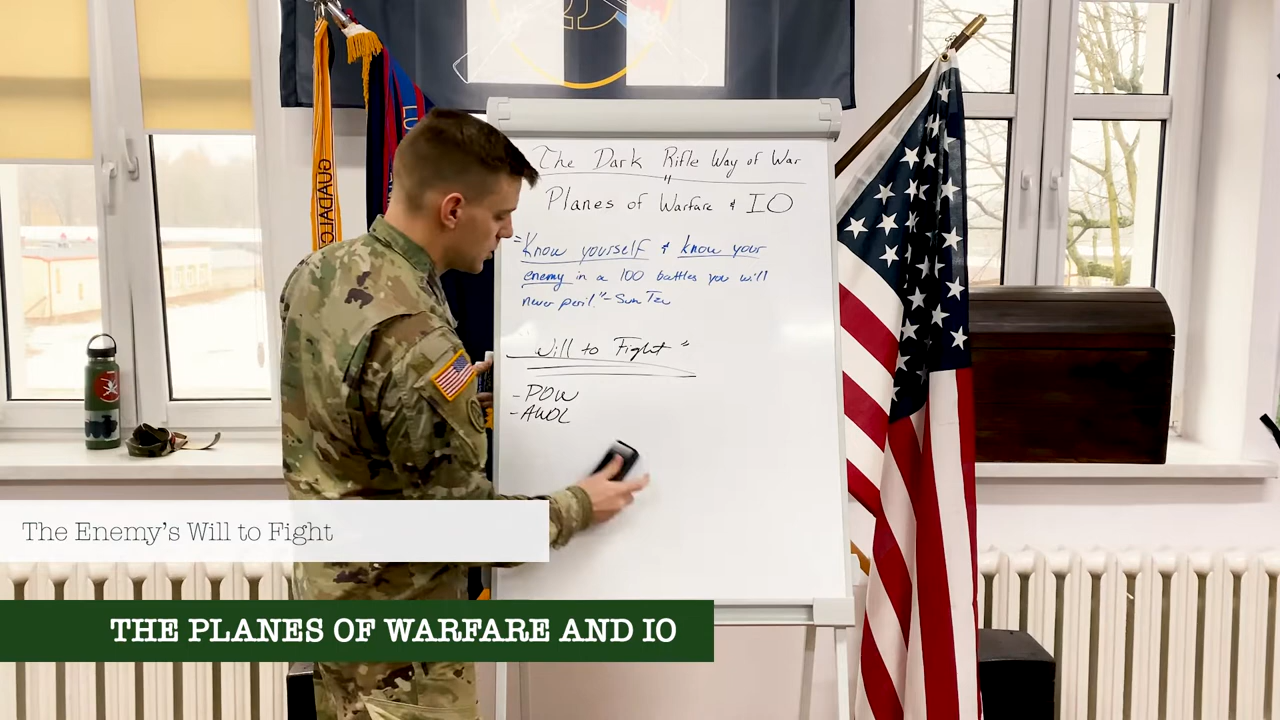 The Dark Rifle Way of War
Planes of Warfare & IO
"Know yourself & know your
enemy in a 100 battles you will
never peril." - Sun Tzu
"Will to Fight"
- POW
- AWOL
GUADALC
The Enemy's Will to Fight
THE PLANES OF WARFARE AND IO